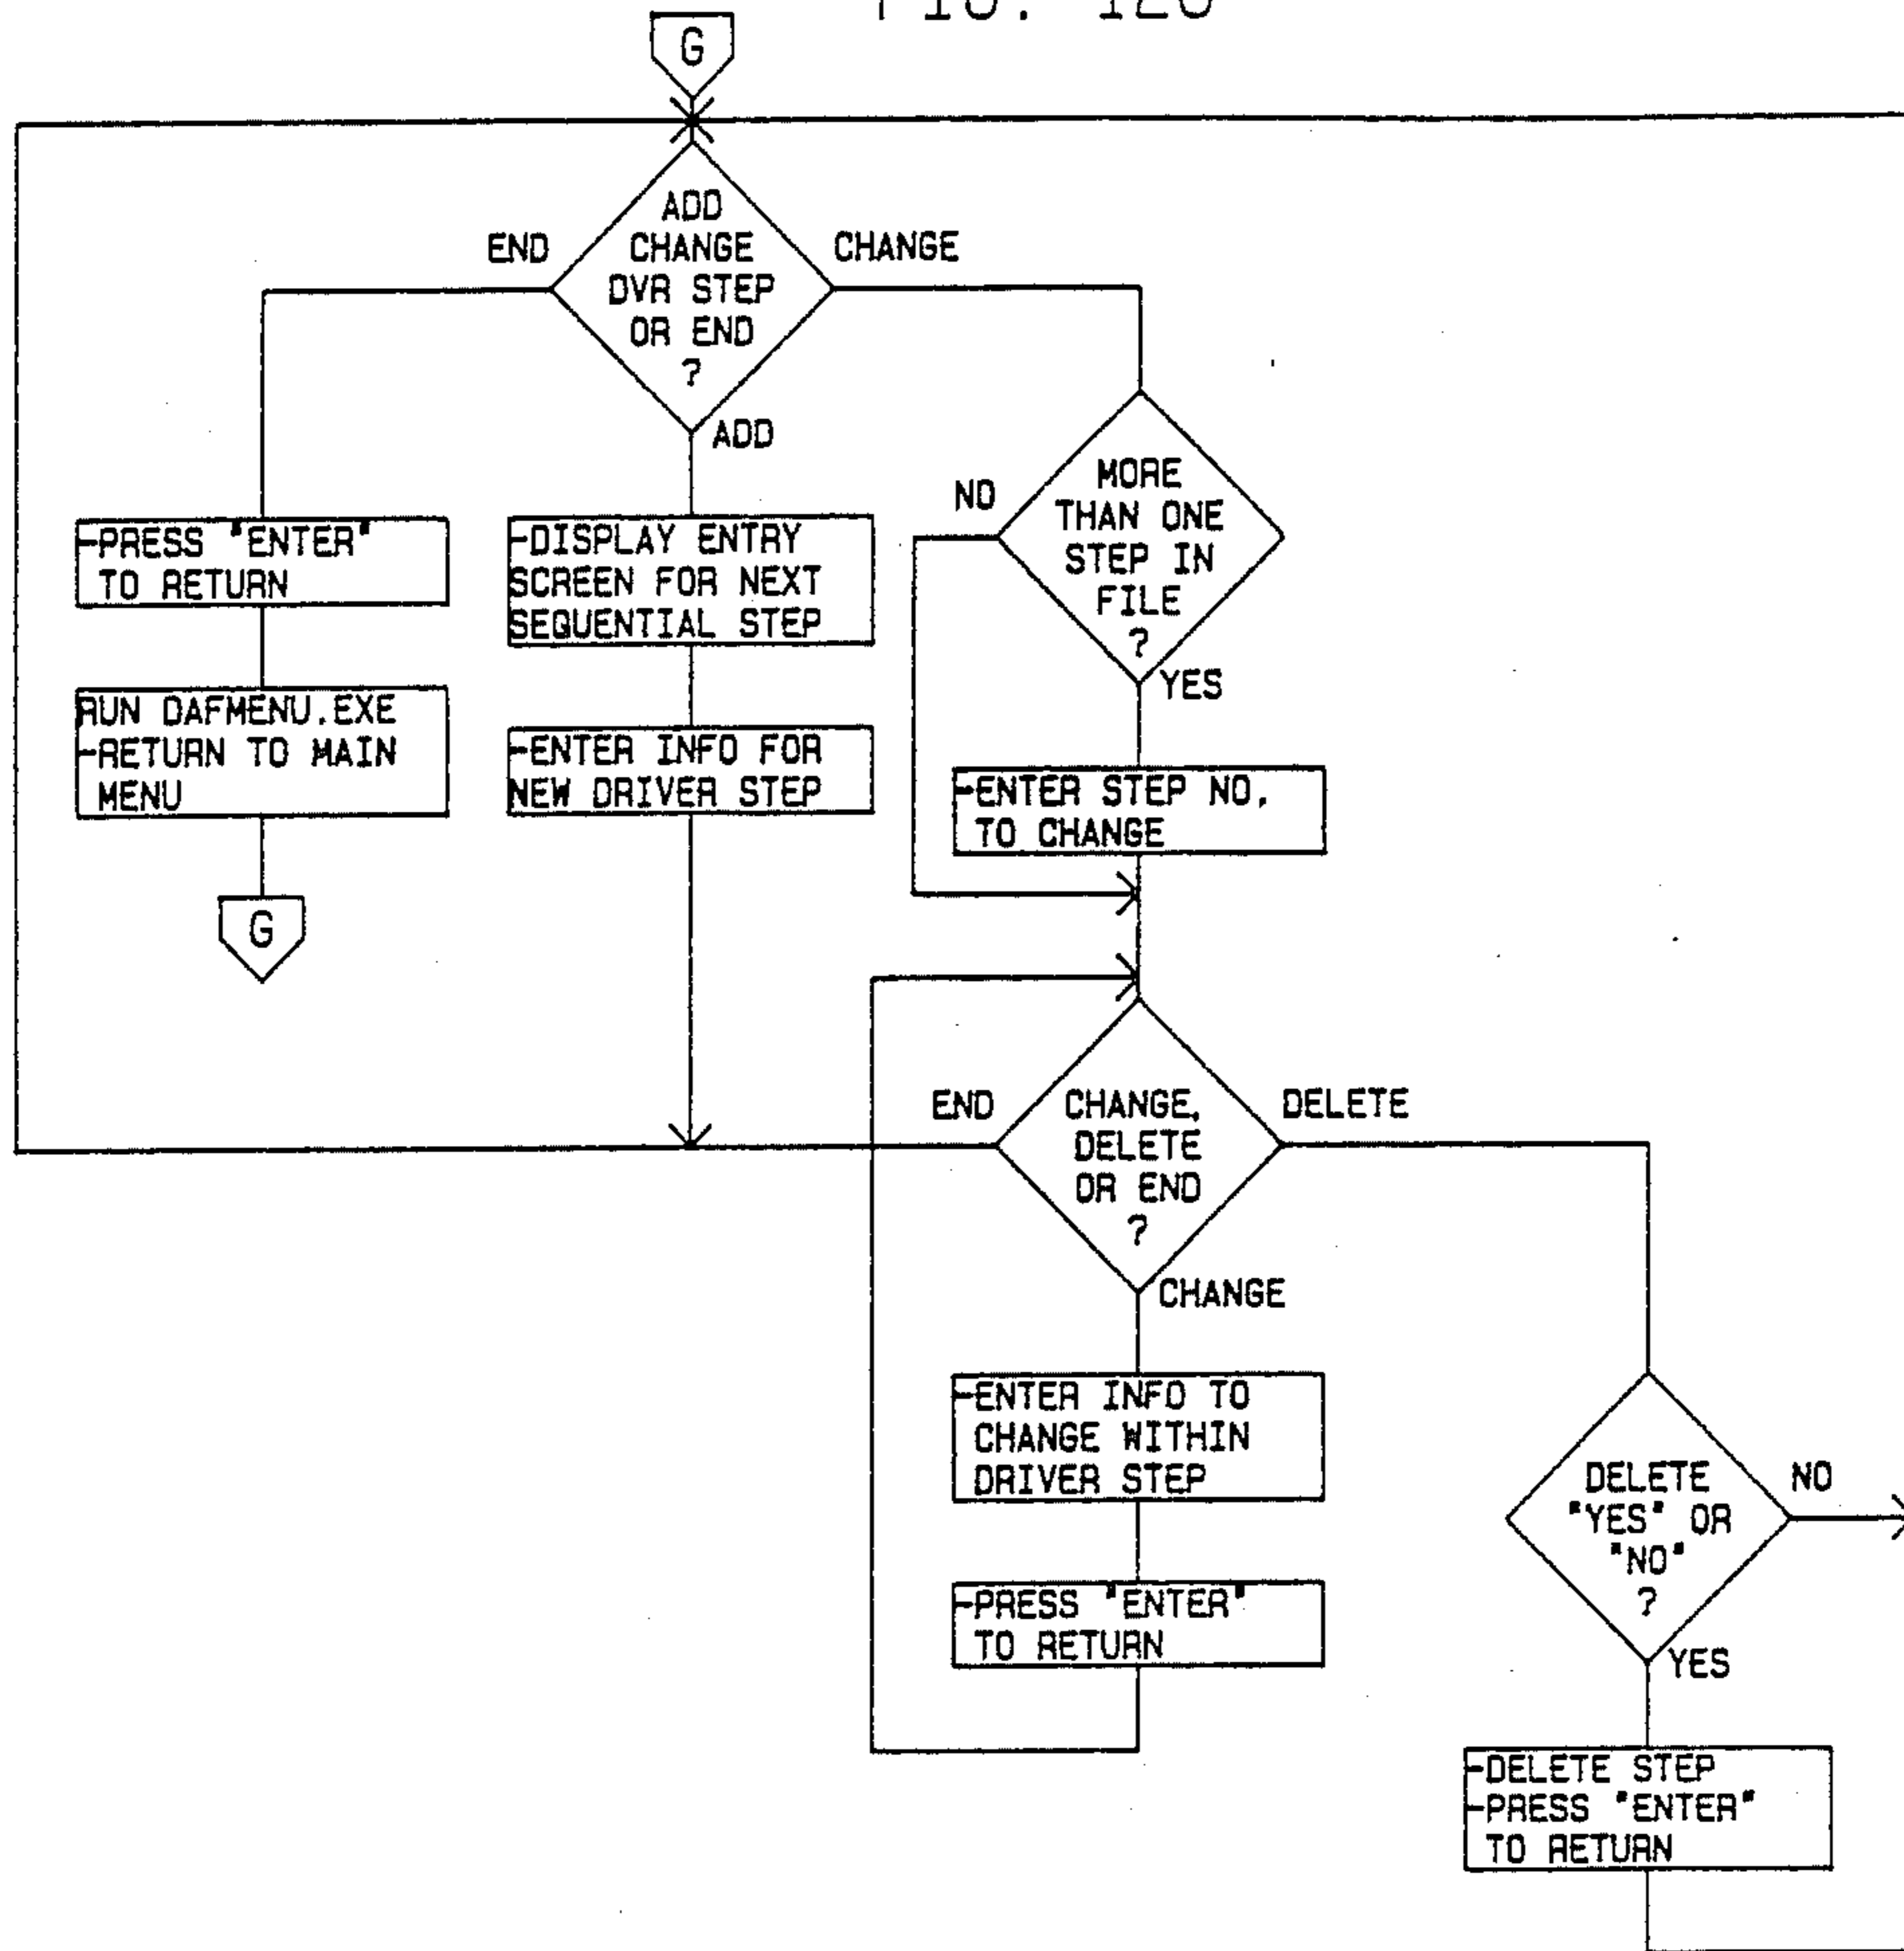 G
ADD
CHANGE
DVR STEP
OR END
?
END
CHANGE
ADD
MORE
THAN ONE
STEP IN
FILE
?
NO
YES
-PRESS "ENTER"
TO RETURN
-DISPLAY ENTRY
SCREEN FOR NEXT
SEQUENTIAL STEP
RUN DAFMENU.EXE
-RETURN TO MAIN
MENU
-ENTER INFO FOR
NEW DRIVER STEP
-ENTER STEP NO.
TO CHANGE
G
CHANGE,
DELETE
OR END
?
END
DELETE
CHANGE
-ENTER INFO TO
CHANGE WITHIN
DRIVER STEP
DELETE
"YES" OR
"NO"
?
NO
YES
-PRESS "ENTER"
TO RETURN
-DELETE STEP
-PRESS "ENTER"
TO RETURN